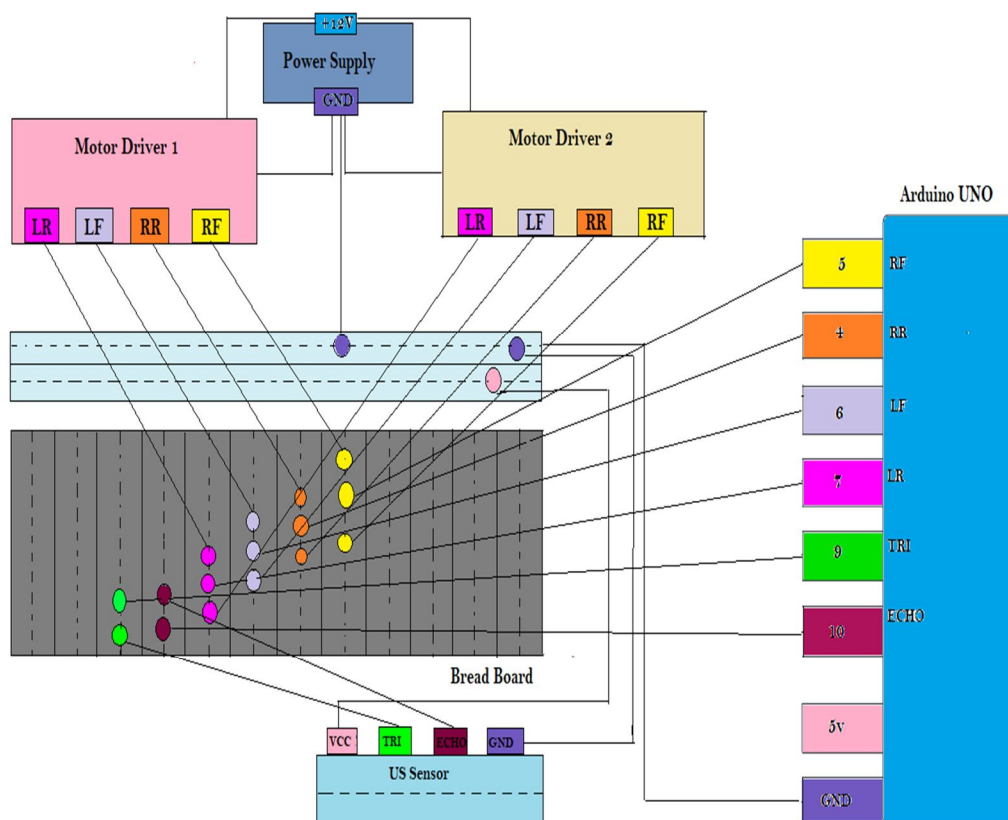 +12V
Power Supply
GND
Motor Driver 1
LR
LF
RR
RF
Motor Driver 2
LR
LF
RR
RF
Arduino UNO
5
RF
4
RR
6
LF
7
LR
9
TRI
10
ECHO
5v
GND
Bread Board
VCC
TRI
ECHO
GND
US Sensor